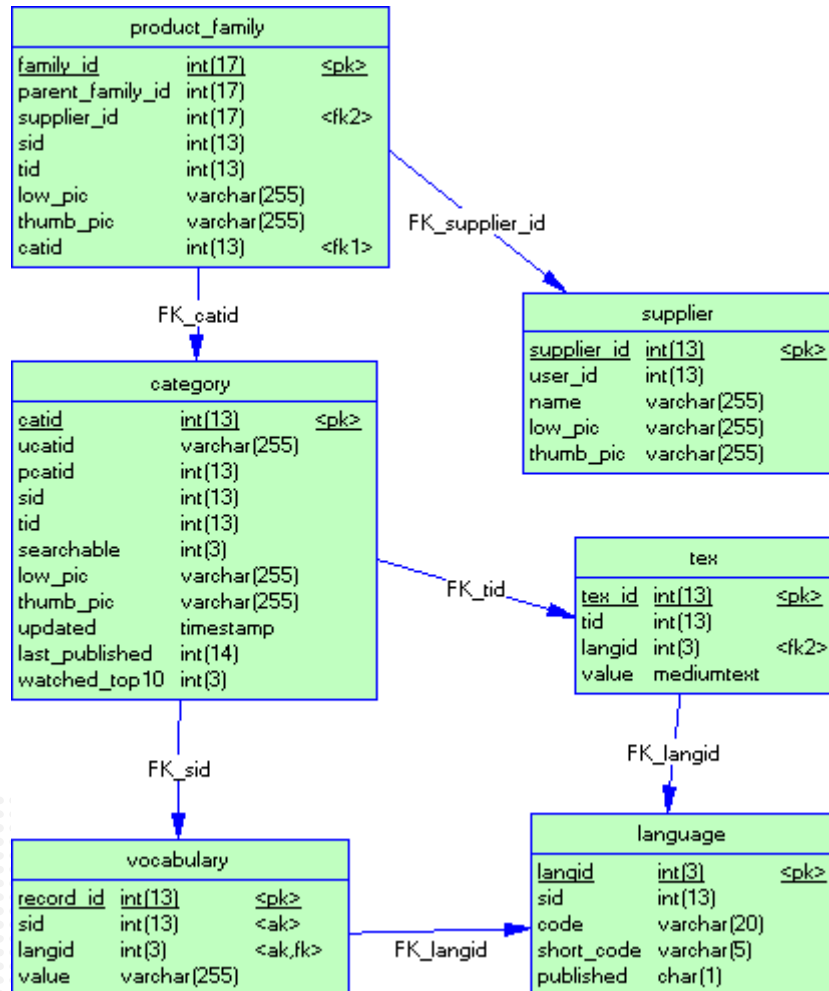 product_family
family_id int(17) <pk>
parent_family_id int(17)
supplier_id int(17) <fk2>
sid int(13)
tid int(13)
low_pic varchar(255)
thumb_pic varchar(255)
catid int(13) <fk1>
FK_supplier_id
FK_catid
supplier
supplier_id int(13) <pk>
user_id int(13)
name varchar(255)
low_pic varchar(255)
thumb_pic varchar(255)
category
catid int(13) <pk>
ucatid varchar(255)
pcatid int(13)
sid int(13)
tid int(13)
searchable int(3)
low_pic varchar(255)
thumb_pic varchar(255)
updated timestamp
last_published int(14)
watched_top10 int(3)
FK_tid
tex
tex_id int(13) <pk>
tid int(13)
langid int(3) <fk2>
value mediumtext
FK_sid
FK_langid
vocabulary
record_id int(13) <pk>
sid int(13) <ak>
langid int(3) <ak,fk>
value varchar(255)
FK_langid
language
langid int(3) <pk>
sid int(13)
code varchar(20)
short_code varchar(5)
published char(1)